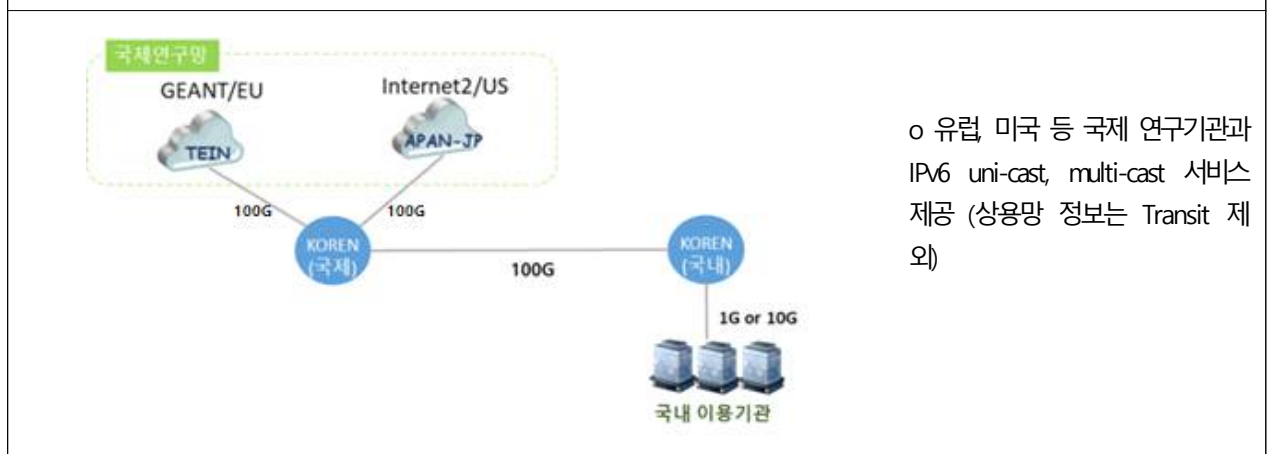 국제연구망
GEANT/EU
Internet2/US
TEIN
APAN-JP
100G
100G
KOREN
(국제)
100G
KOREN
(국내)
1G or 10G
국내 이용기관
o 유럽, 미국 등 국제 연구기관과
IPv6 uni-cast, multi-cast 서비스
제공 (상용망 정보는 Transit 제
외)